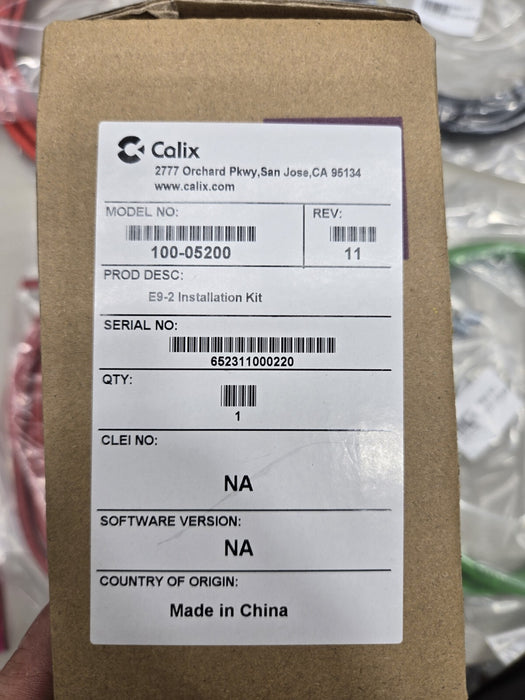 Calix
2777 Orchard Pkwy,San Jose,CA 95134
www.calix.com
MODEL NO:
100-05200
REV:
11
PROD DESC:
E9-2 Installation Kit
SERIAL NO:
652311000220
QTY:
1
CLEI NO:
NA
SOFTWARE VERSION:
NA
COUNTRY OF ORIGIN:
Made in China